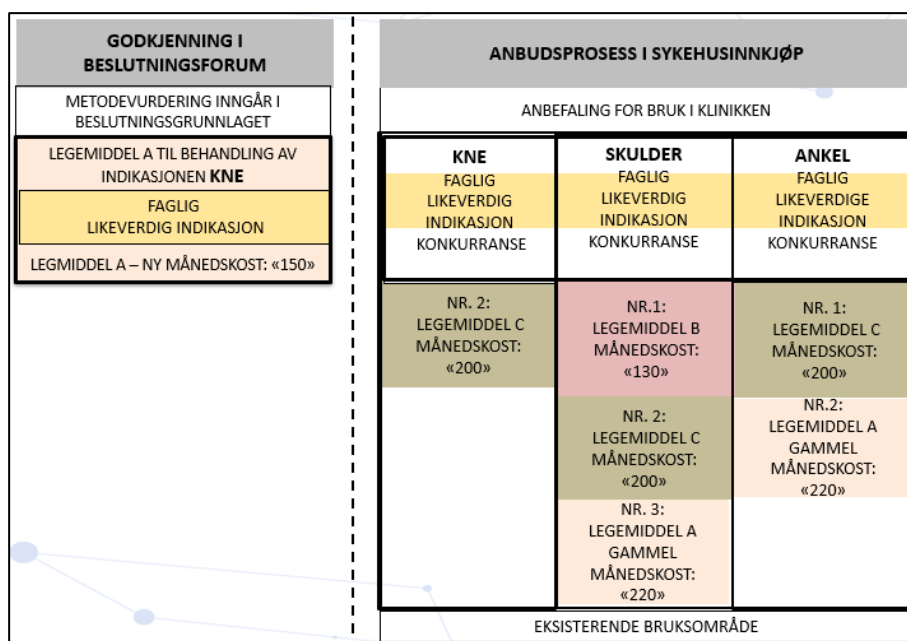 GODKJENNING I
BESLUTNINGSFORUM
METODEVURDERING INNGÅR I
BESLUTNINGSGRUNNLAGET
LEGEMIDDEL A TIL BEHANDLING AV
INDIKASJONEN KNE
FAGLIG
LIKEVERDIG INDIKASJON
LEGMIDDEL A – NY MÅNEDSKOST: «150»
ANBUDSPROSESS I SYKEHUSINNKJØP
ANBEFALING FOR BRUK I KLINIKKEN
KNE
FAGLIG
LIKEVERDIG
INDIKASJON
KONKURRANSE
NR. 2:
LEGEMIDDEL C
MÅNEDSKOST:
«200»
SKULDER
FAGLIG
LIKEVERDIG
INDIKASJON
KONKURRANSE
NR.1:
LEGEMIDDEL B
MÅNEDSKOST:
«130»
NR. 2:
LEGEMIDDEL C
MÅNEDSKOST:
«200»
NR. 3:
LEGEMIDDEL A
GAMMEL
MÅNEDSKOST:
«220»
ANKEL
FAGLIG
LIKEVERDIGE
INDIKASJON
KONKURRANSE
NR. 1:
LEGEMIDDEL C
MÅNEDSKOST:
«200»
NR.2:
LEGEMIDDEL A
GAMMEL
MÅNEDSKOST:
«220»
EKSISTERENDE BRUKSOMRÅDE